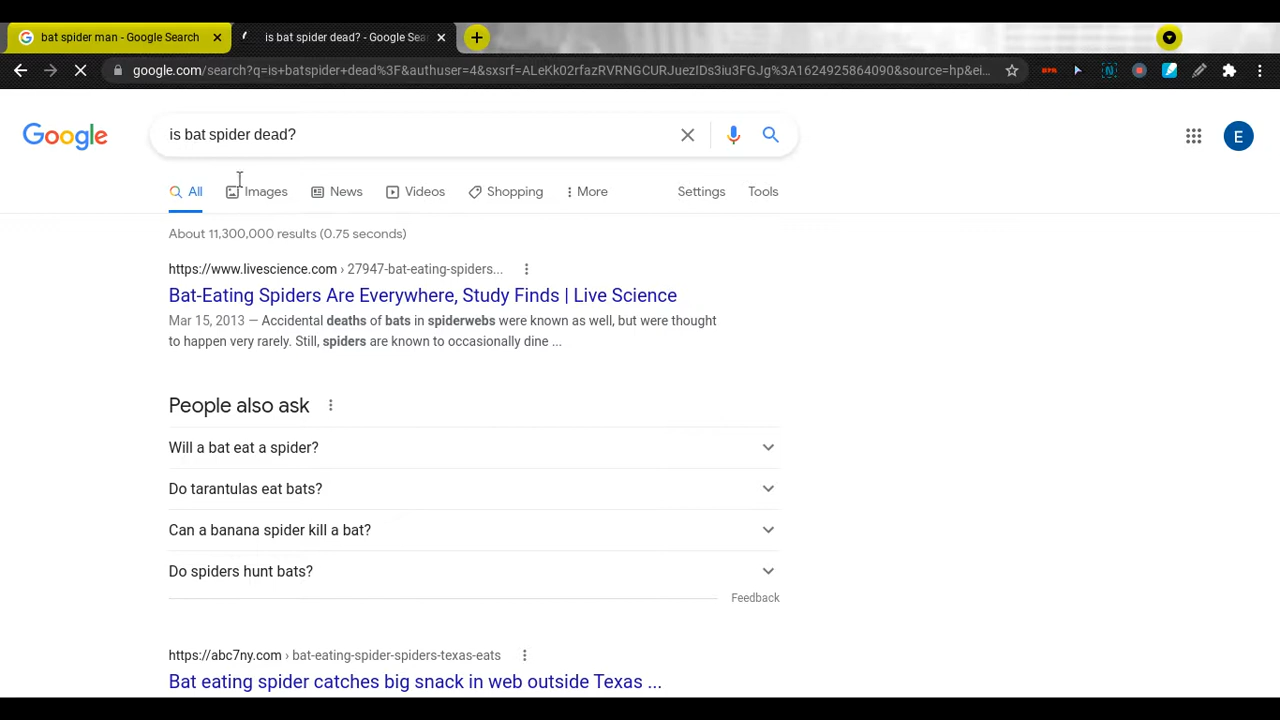 bat spider man - Google Search
is bat spider dead? - Google Sea
google.com/search?q=is+batspider+dead%3F&authuser=4&sxsrf=ALeKk02rfazRVRNGCURJuezIDs3iu3FGJg%3A1624925864090&source=hp&ei...
Google
is bat spider dead?
E
All Images News Videos Shopping More Settings Tools
About 11,300,000 results (0.75 seconds)
https://www.livescience.com › 27947-bat-eating-spiders...
Bat-Eating Spiders Are Everywhere, Study Finds | Live Science
Mar 15, 2013 — Accidental deaths of bats in spiderwebs were known as well, but were thought
to happen very rarely. Still, spiders are known to occasionally dine ...
People also ask
Will a bat eat a spider?
Do tarantulas eat bats?
Can a banana spider kill a bat?
Do spiders hunt bats?
Feedback
https://abc7ny.com › bat-eating-spider-spiders-texas-eats
Bat eating spider catches big snack in web outside Texas ...